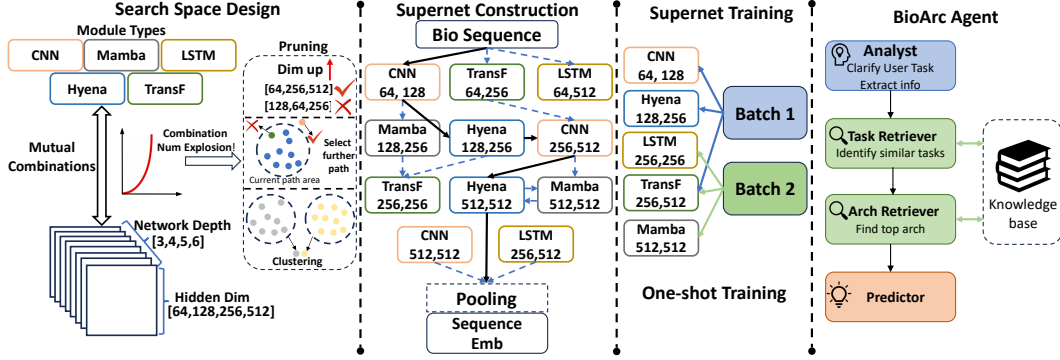 Search Space Design
Module Types
CNN
Mamba
LSTM
Hyena
TransF
Mutual
Combinations
Combination
Num Explosion!
Network Depth
[3,4,5,6]
Hidden Dim
[64,128,256,512]
Pruning
Dim up
[64,256,512]
[128,64,256]
Select
further
path
Current path area
Clustering
Supernet Construction
Bio Sequence
CNN
64, 128
TransF
64,256
LSTM
64,512
Mamba
128,256
Hyena
128,256
CNN
256,512
TransF
256,256
Hyena
512,512
Mamba
512,512
CNN
512,512
LSTM
256,512
Pooling
Sequence
Emb
Supernet Training
CNN
64, 128
Hyena
128,256
LSTM
256,256
TransF
256,512
Mamba
512,512
Batch 1
Batch 2
One-shot Training
BioArc Agent
Analyst
Clarify User Task
Extract info
Task Retriever
Identify similar tasks
Arch Retriever
Find top arch
Predictor
Knowledge
base